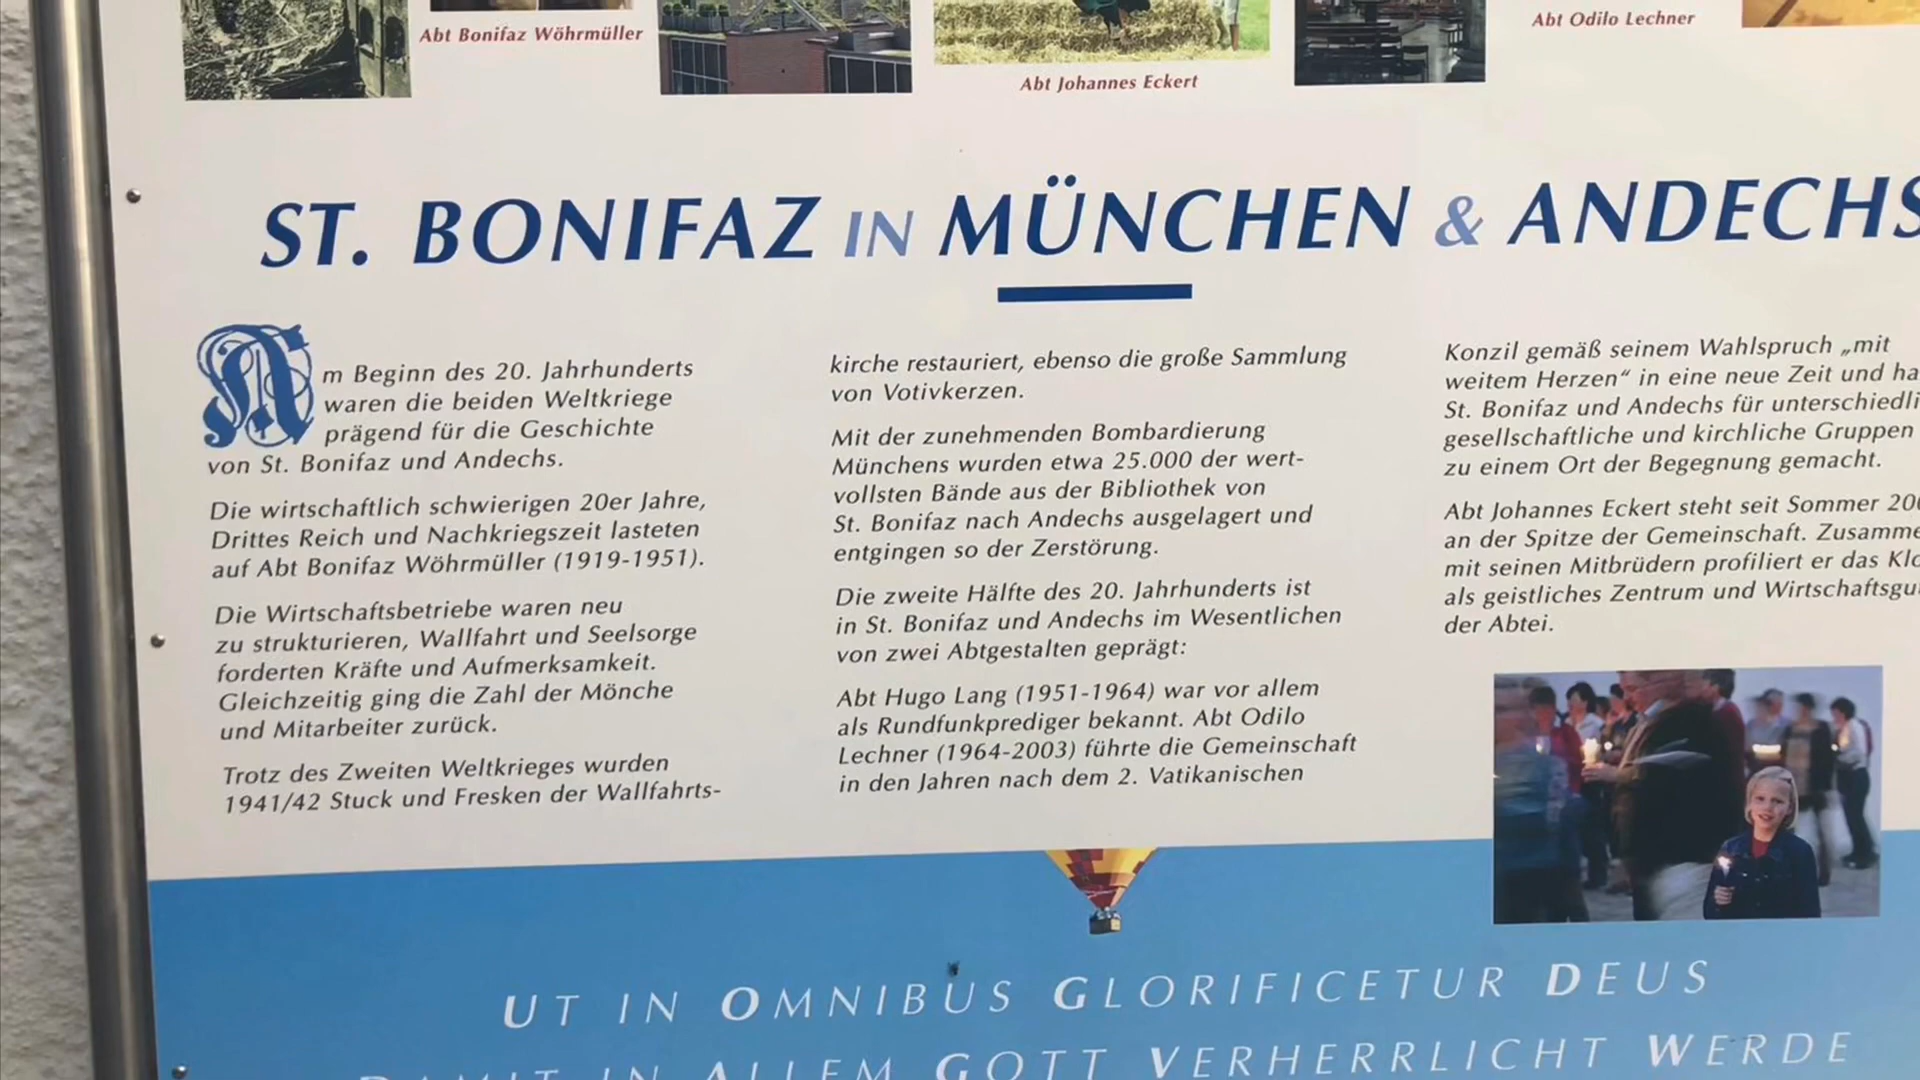 Abt Bonifaz Wöhrmüller
Abt Johannes Eckert
Abt Odilo Lechner
ST. BONIFAZ IN MÜNCHEN & ANDECHS
Am Beginn des 20. Jahrhunderts
waren die beiden Weltkriege
prägend für die Geschichte
von St. Bonifaz und Andechs.
Die wirtschaftlich schwierigen 20er Jahre,
Drittes Reich und Nachkriegszeit lasteten
auf Abt Bonifaz Wöhrmüller (1919-1951).
Die Wirtschaftsbetriebe waren neu
zu strukturieren, Wallfahrt und Seelsorge
forderten Kräfte und Aufmerksamkeit.
Gleichzeitig ging die Zahl der Mönche
und Mitarbeiter zurück.
Trotz des Zweiten Weltkrieges wurden
1941/42 Stuck und Fresken der Wallfahrts-
kirche restauriert, ebenso die große Sammlung
von Votivkerzen.
Mit der zunehmenden Bombardierung
Münchens wurden etwa 25.000 der wert-
vollsten Bände aus der Bibliothek von
St. Bonifaz nach Andechs ausgelagert und
entgingen so der Zerstörung.
Die zweite Hälfte des 20. Jahrhunderts ist
in St. Bonifaz und Andechs im Wesentlichen
von zwei Abtgestalten geprägt:
Abt Hugo Lang (1951-1964) war vor allem
als Rundfunkprediger bekannt. Abt Odilo
Lechner (1964-2003) führte die Gemeinschaft
in den Jahren nach dem 2. Vatikanischen
Konzil gemäß seinem Wahlspruch „mit
weitem Herzen“ in eine neue Zeit und
St. Bonifaz und Andechs für
gesellschaftliche und kirchliche Gruppen
zu einem Ort der Begegnung gemacht.
Abt Johannes Eckert steht seit Sommer
an der Spitze der Gemeinschaft.
mit seinen Mitbrüdern profiliert er das
als geistliches Zentrum und
der Abtei.
UT IN OMNIBUS GLORIFICETUR DEUS
DAMIT IN ALLEM GOTT VERHERRLICHT WERDE